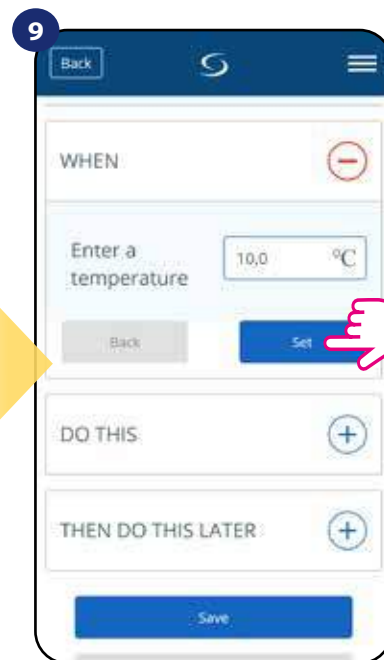 9
Back
WHEN
Enter a
temperature
10,0 °C
Back Set
DO THIS
THEN DO THIS LATER
Save